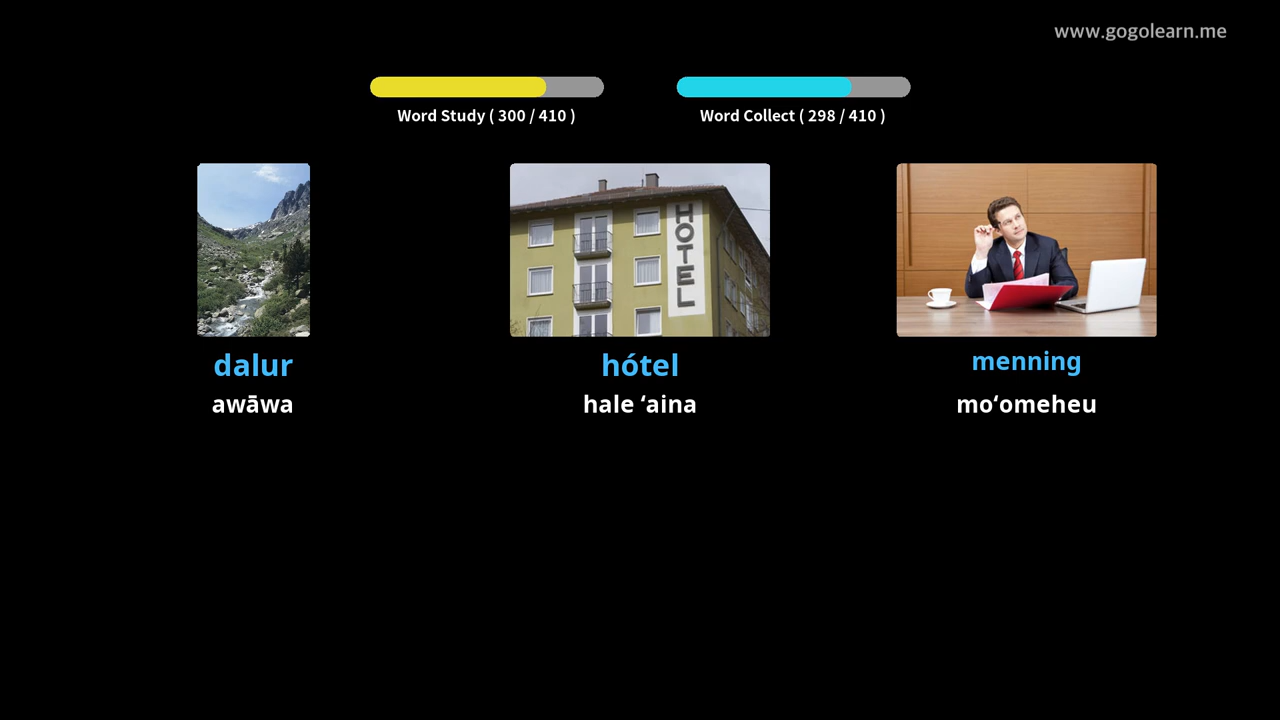 www.gogolearn.me
Word Study ( 300 / 410 )
Word Collect ( 298 / 410 )
HOTEL
dalur
hótel
menning
awāwa
hale ʻaina
moʻomeheu